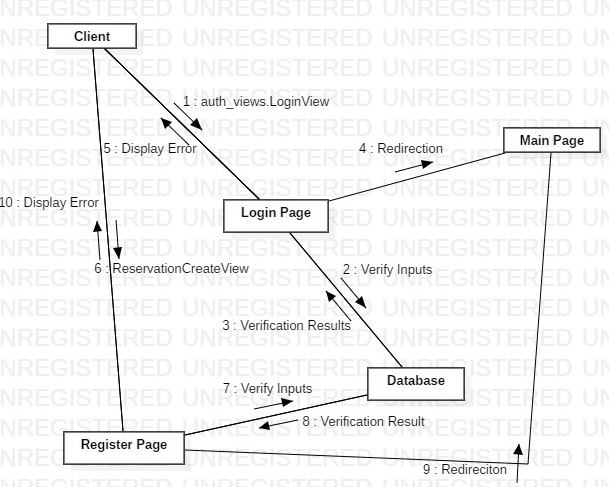 Client
1 : auth_views.LoginView
5 : Display Error
4 : Redirection
Main Page
10 : Display Error
Login Page
6 : ReservationCreateView
2 : Verify Inputs
3 : Verification Results
Database
7 : Verify Inputs
8 : Verification Result
Register Page
9 : Redireciton
UNREGISTERED UNREGISTERED UNREGISTERED UNREGISTERED